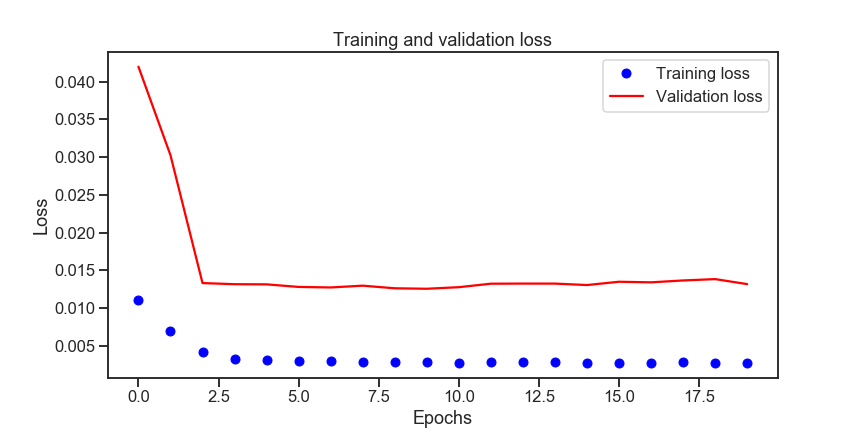 Training and validation loss
Training loss
Validation loss
0.040
0.035
0.030
0.025
0.020
0.015
0.010
0.005
Loss
0.0 2.5 5.0 7.5 10.0 12.5 15.0 17.5
Epochs